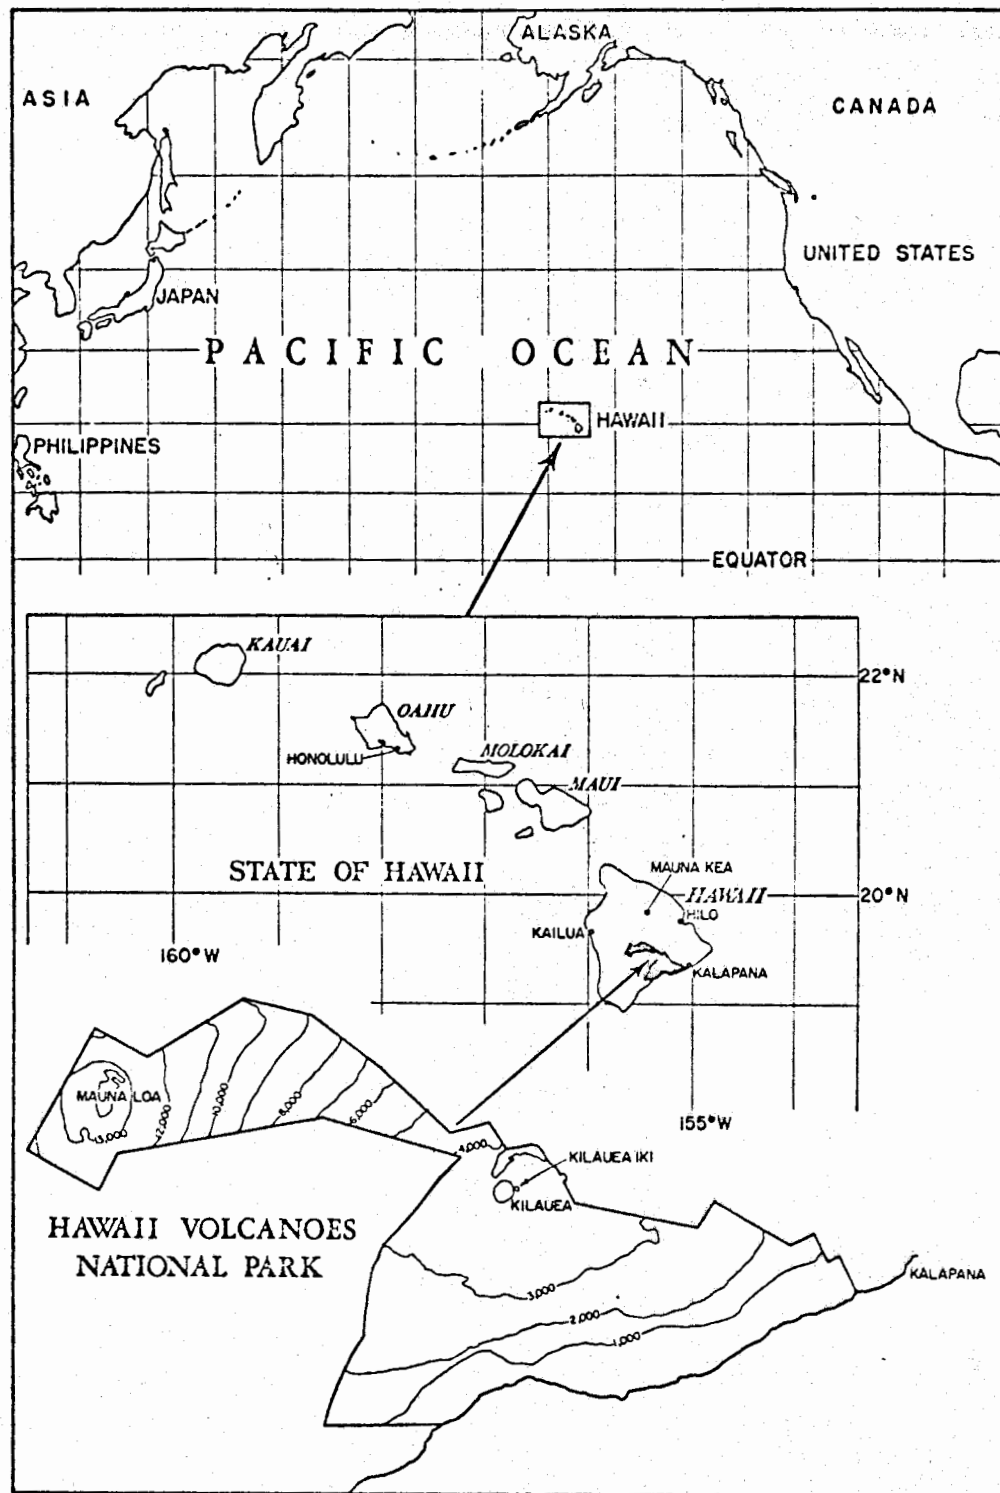 ALASKA
ASIA
CANADA
UNITED STATES
JAPAN
PACIFIC OCEAN
HAWAII
PHILIPPINES
EQUATOR
KAUAI
22°N
OAHU
HONOLULU
MOLOKAI
MAUI
STATE OF HAWAII
MAUNA KEA
HAWAII
20°N
HILO
KAILUA
160°W
KALAPANA
155°W
MAUNA LOA
13,000
12,000
10,000
8,000
6,000
4,000
KILAUEA IKI
KILAUEA
HAWAII VOLCANOES
NATIONAL PARK
KALAPANA
3,000
2,000
1,000